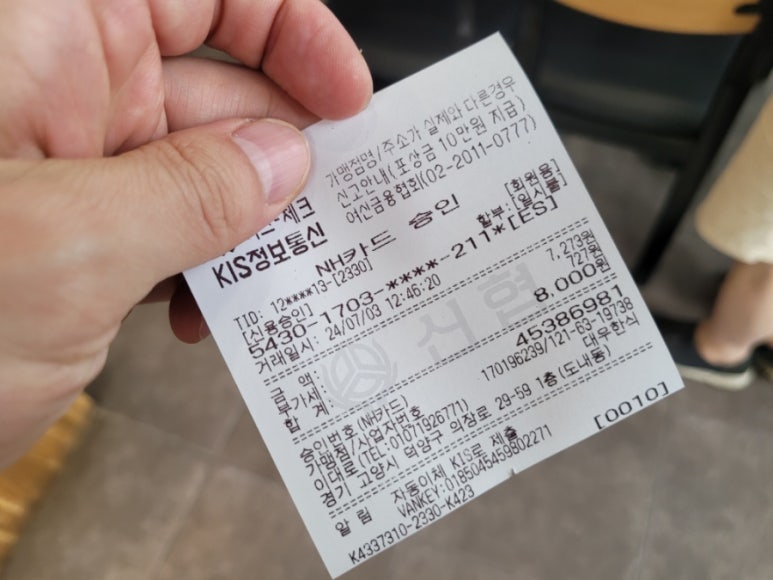 가맹점명/주소가 실제와 다른경우
신고안내(포상금 10만원 지급)
여신금융협회(02-2011-0777)
체크
KIS정보통신
NH카드 승인
[회원용]
TID: 12****13-[2330]
할부: [일시불]
[신용승인]
5430-1703-****-211*[ES]
거래일시: 24/07/03 12:46:20
신협
금 액: 7,273원
부가세: 727원
합 계: 8,000원
승인번호(NH카드) 45386981
가맹점/사업자번호 170196239/121-63-19738
이대로 (TEL:01071926771) 대우한식
경기 고양시 덕양구 의장로 29-59 1층(도내동)
알 림 자동이체 KIS로 제출 [0010]
VANKEY:0185045459802271
K4337310-2330-K423